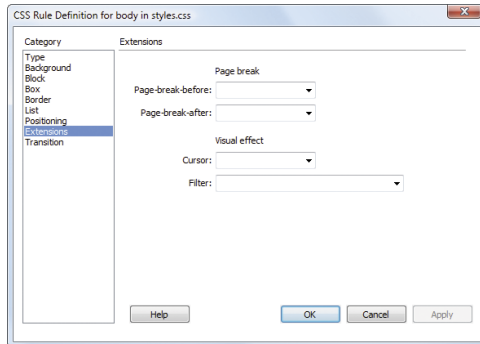 CSS Rule Definition for body in styles.css
Category
Extensions
Type
Background
Block
Box
Border
List
Positioning
Extensions
Transition
Page break
Page-break-before:
Page-break-after:
Visual effect
Cursor:
Filter:
Help
OK
Cancel
Apply